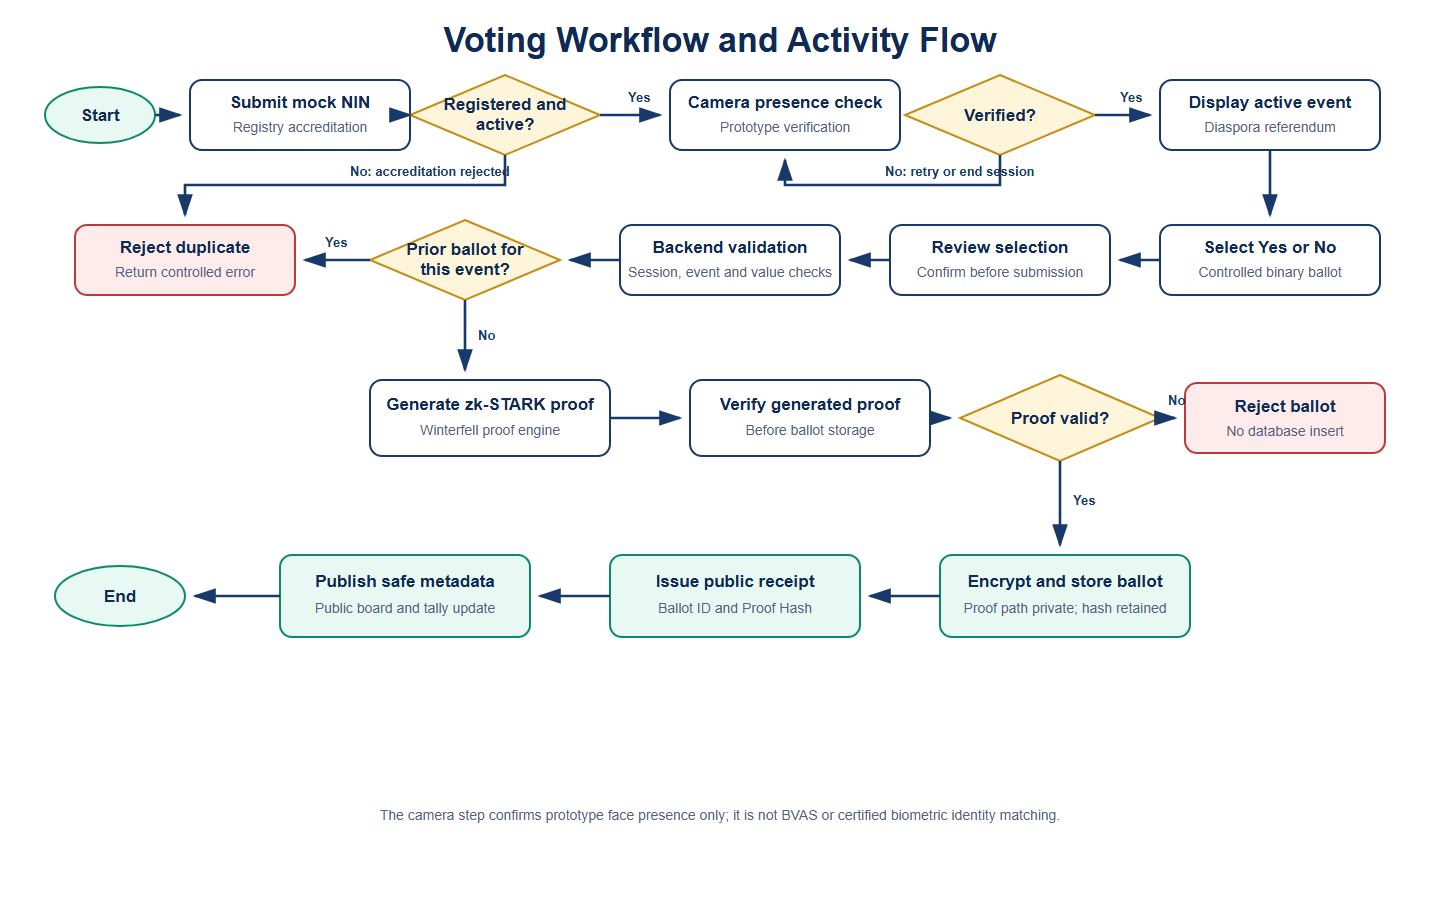 Voting Workflow and Activity Flow
Start
Submit mock NIN
Registry accreditation
Registered and
active?
Yes
Camera presence check
Prototype verification
Verified?
Yes
Display active event
Diaspora referendum
No: accreditation rejected
No: retry or end session
Reject duplicate
Return controlled error
Yes
Prior ballot for
this event?
Backend validation
Session, event and value checks
Review selection
Confirm before submission
Select Yes or No
Controlled binary ballot
No
Generate zk-STARK proof
Winterfell proof engine
Verify generated proof
Before ballot storage
Proof valid?
No
Reject ballot
No database insert
Yes
End
Publish safe metadata
Public board and tally update
Issue public receipt
Ballot ID and Proof Hash
Encrypt and store ballot
Proof path private; hash retained
The camera step confirms prototype face presence only; it is not BVAS or certified biometric identity matching.